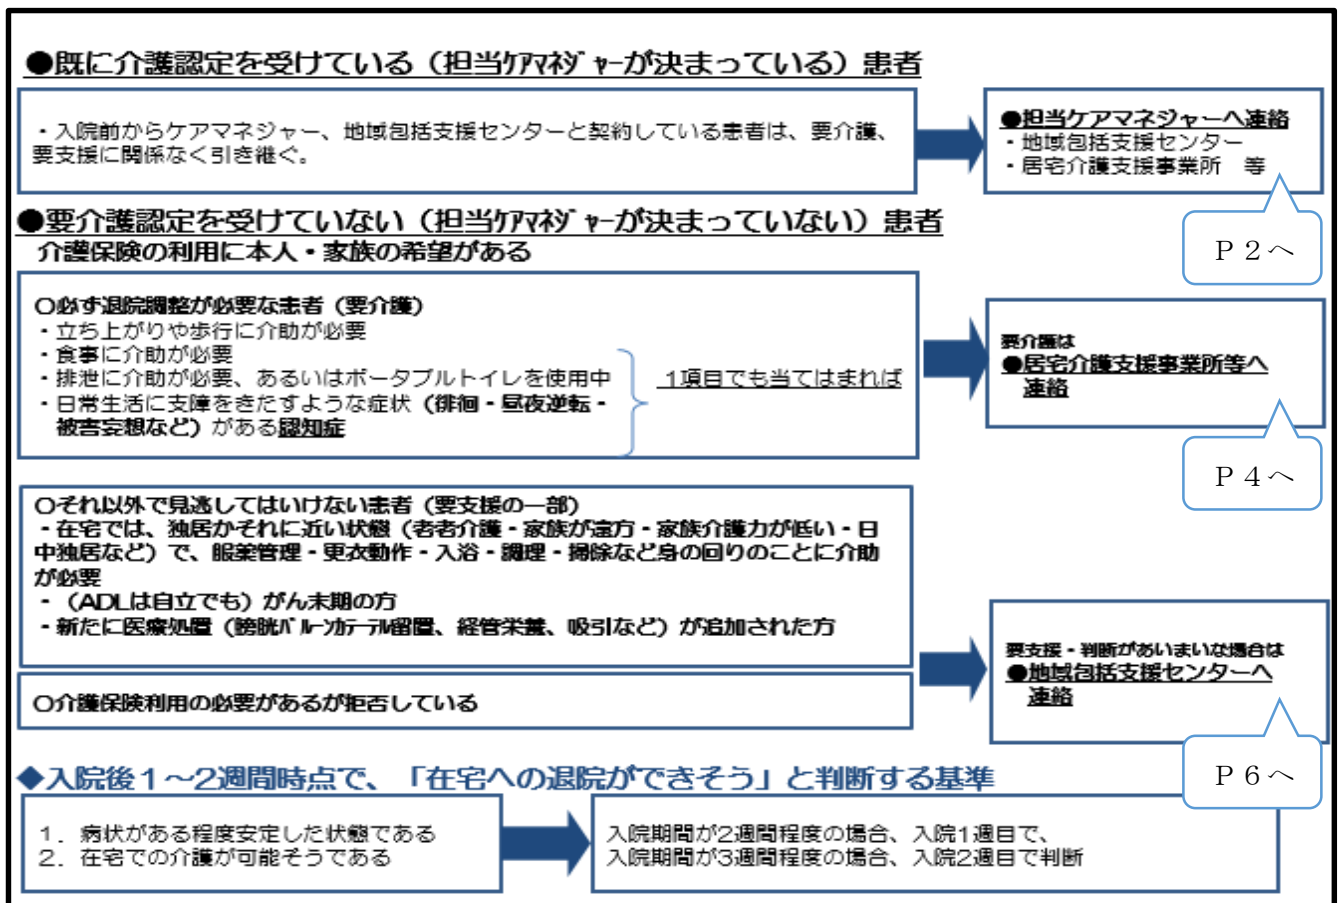 ●既に介護認定を受けている（担当ｹｱﾏﾈｼﾞｬｰが決まっている）患者
・入院前からケアマネジャー、地域包括支援センターと契約している患者は、要介護、
要支援に関係なく引き継ぐ。
●担当ケアマネジャーへ連絡
・地域包括支援センター
・居宅介護支援事業所　等
Ｐ２へ
●要介護認定を受けていない（担当ｹｱﾏﾈｼﾞｬｰが決まっていない）患者
介護保険の利用に本人・家族の希望がある
○必ず退院調整が必要な患者（要介護）
・立ち上がりや歩行に介助が必要
・食事に介助が必要
・排泄に介助が必要、あるいはポータブルトイレを使用中
・日常生活に支障をきたすような症状（徘徊・昼夜逆転・
被害妄想など）がある認知症
１項目でも当てはまれば
要介護は
●居宅介護支援事業所等へ
連絡
Ｐ４へ
○それ以外で見逃してはいけない患者（要支援の一部）
・在宅では、独居かそれに近い状態（老老介護・家族が遠方・家族介護力が低い・日
中独居など）で、服薬管理・更衣動作・入浴・調理・掃除など身の回りのことに介助
が必要
・（ADLは自立でも）がん末期の方
・新たに医療処置（膀胱ﾊﾞﾙｰﾝｶﾃｰﾃﾙ留置、経管栄養、吸引など）が追加された方
○介護保険利用の必要があるが拒否している
要支援・判断があいまいな場合は
●地域包括支援センターへ
連絡
Ｐ６へ
◆入院後１～２週間時点で、「在宅への退院ができそう」と判断する基準
１．病状がある程度安定した状態である
２．在宅での介護が可能そうである
入院期間が2週間程度の場合、入院1週目で、
入院期間が3週間程度の場合、入院2週目で判断